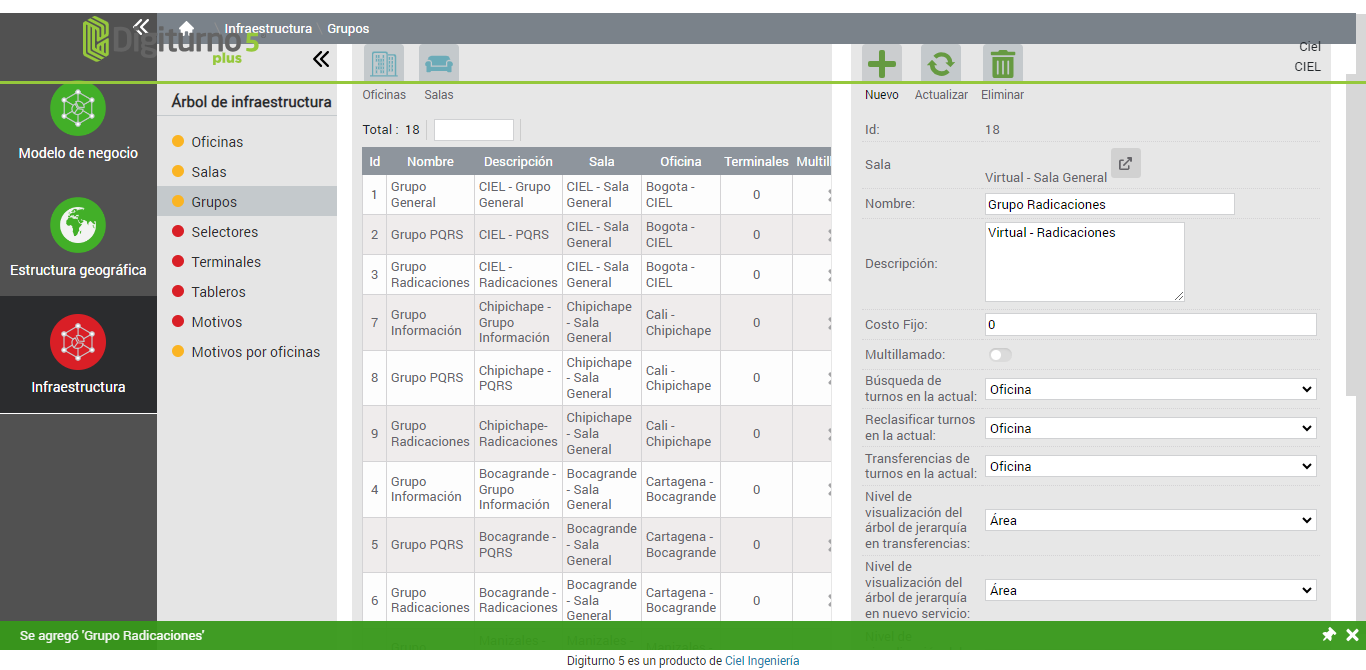 Digiturno 5
plus
Infraestructura Grupos
Ciel
CIEL
Modelo de negocio
Estructura geográfica
Infraestructura
Árbol de infraestructura
Oficinas
Salas
Grupos
Selectores
Terminales
Tableros
Motivos
Motivos por oficinas
Oficinas Salas
Total : 18
Id Nombre Descripción Sala Oficina Terminales Multill
1 Grupo General CIEL - Grupo General CIEL - Sala General Bogota - CIEL 0
2 Grupo PQRS CIEL - PQRS CIEL - Sala General Bogota - CIEL 0
3 Grupo Radicaciones CIEL - Radicaciones CIEL - Sala General Bogota - CIEL 0
7 Grupo Información Chipichape - Grupo Información Chipichape - Sala General Cali - Chipichape 0
8 Grupo PQRS Chipichape - PQRS Chipichape - Sala General Cali - Chipichape 0
9 Grupo Radicaciones Chipichape- Radicaciones Chipichape - Sala General Cali - Chipichape 0
4 Grupo Información Bocagrande - Grupo Información Bocagrande - Sala General Cartagena - Bocagrande 0
5 Grupo PQRS Bocagrande - PQRS Bocagrande - Sala General Cartagena - Bocagrande 0
6 Grupo Radicaciones Bocagrande - Radicaciones Bocagrande - Sala General Cartagena - Bocagrande 0
Nuevo Actualizar Eliminar
Id: 18
Sala Virtual - Sala General
Nombre: Grupo Radicaciones
Descripción: Virtual - Radicaciones
Costo Fijo: 0
Multillamado:
Búsqueda de
turnos en la actual: Oficina
Reclasificar turnos
en la actual: Oficina
Transferencias de
turnos en la actual: Oficina
Nivel de
visualización del
árbol de jerarquía
en transferencias: Área
Nivel de
visualización del
árbol de jerarquía
en nuevo servicio: Área
Se agregó 'Grupo Radicaciones'
Digiturno 5 es un producto de Ciel Ingeniería